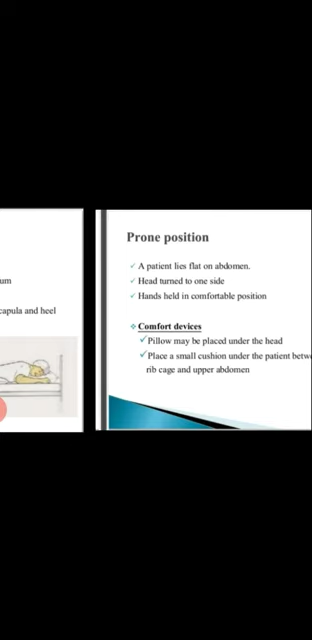 um
capula and heel
Prone position
✓ A patient lies flat on abdomen.
✓ Head turned to one side
✓ Hands held in comfortable position
❖ Comfort devices
✓Pillow may be placed under the head
✓Place a small cushion under the patient betw
rib cage and upper abdomen